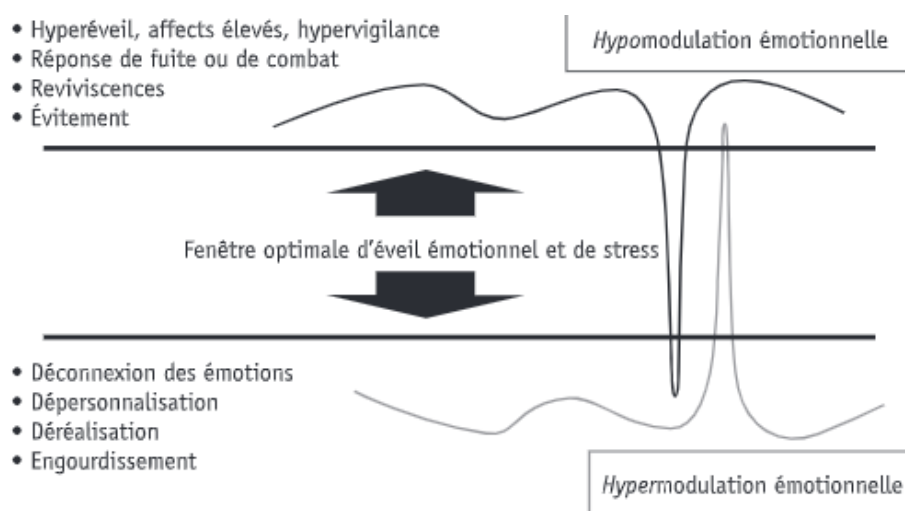 • Hyperéveil, affects élevés, hypervigilance
• Réponse de fuite ou de combat
• Reviviscences
• Évitement
Hypomodulation émotionnelle
Fenêtre optimale d'éveil émotionnel et de stress
• Déconnexion des émotions
• Dépersonnalisation
• Déréalisation
• Engourdissement
Hypermodulation émotionnelle